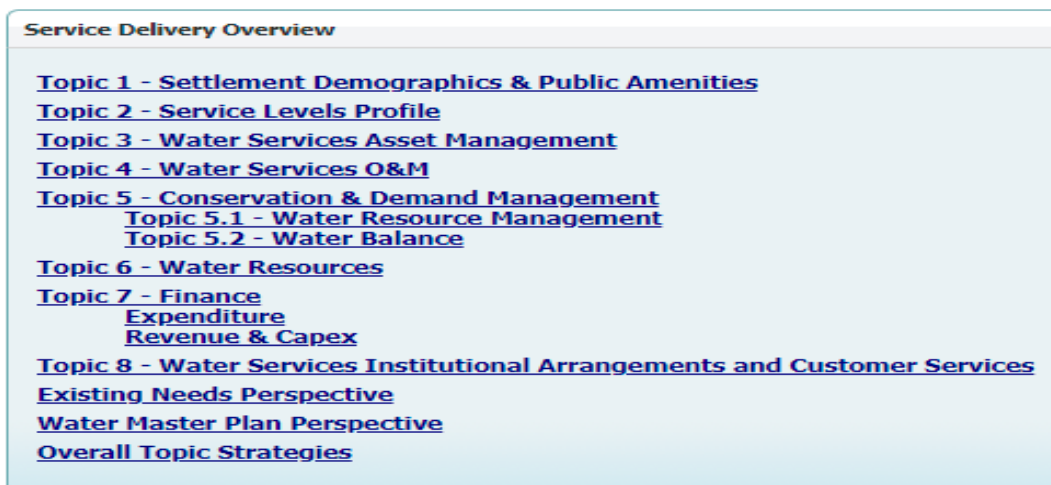 Service Delivery Overview
Topic 1 - Settlement Demographics & Public Amenities
Topic 2 - Service Levels Profile
Topic 3 - Water Services Asset Management
Topic 4 - Water Services O&M
Topic 5 - Conservation & Demand Management
Topic 5.1 - Water Resource Management
Topic 5.2 - Water Balance
Topic 6 - Water Resources
Topic 7 - Finance
Expenditure
Revenue & Capex
Topic 8 - Water Services Institutional Arrangements and Customer Services
Existing Needs Perspective
Water Master Plan Perspective
Overall Topic Strategies